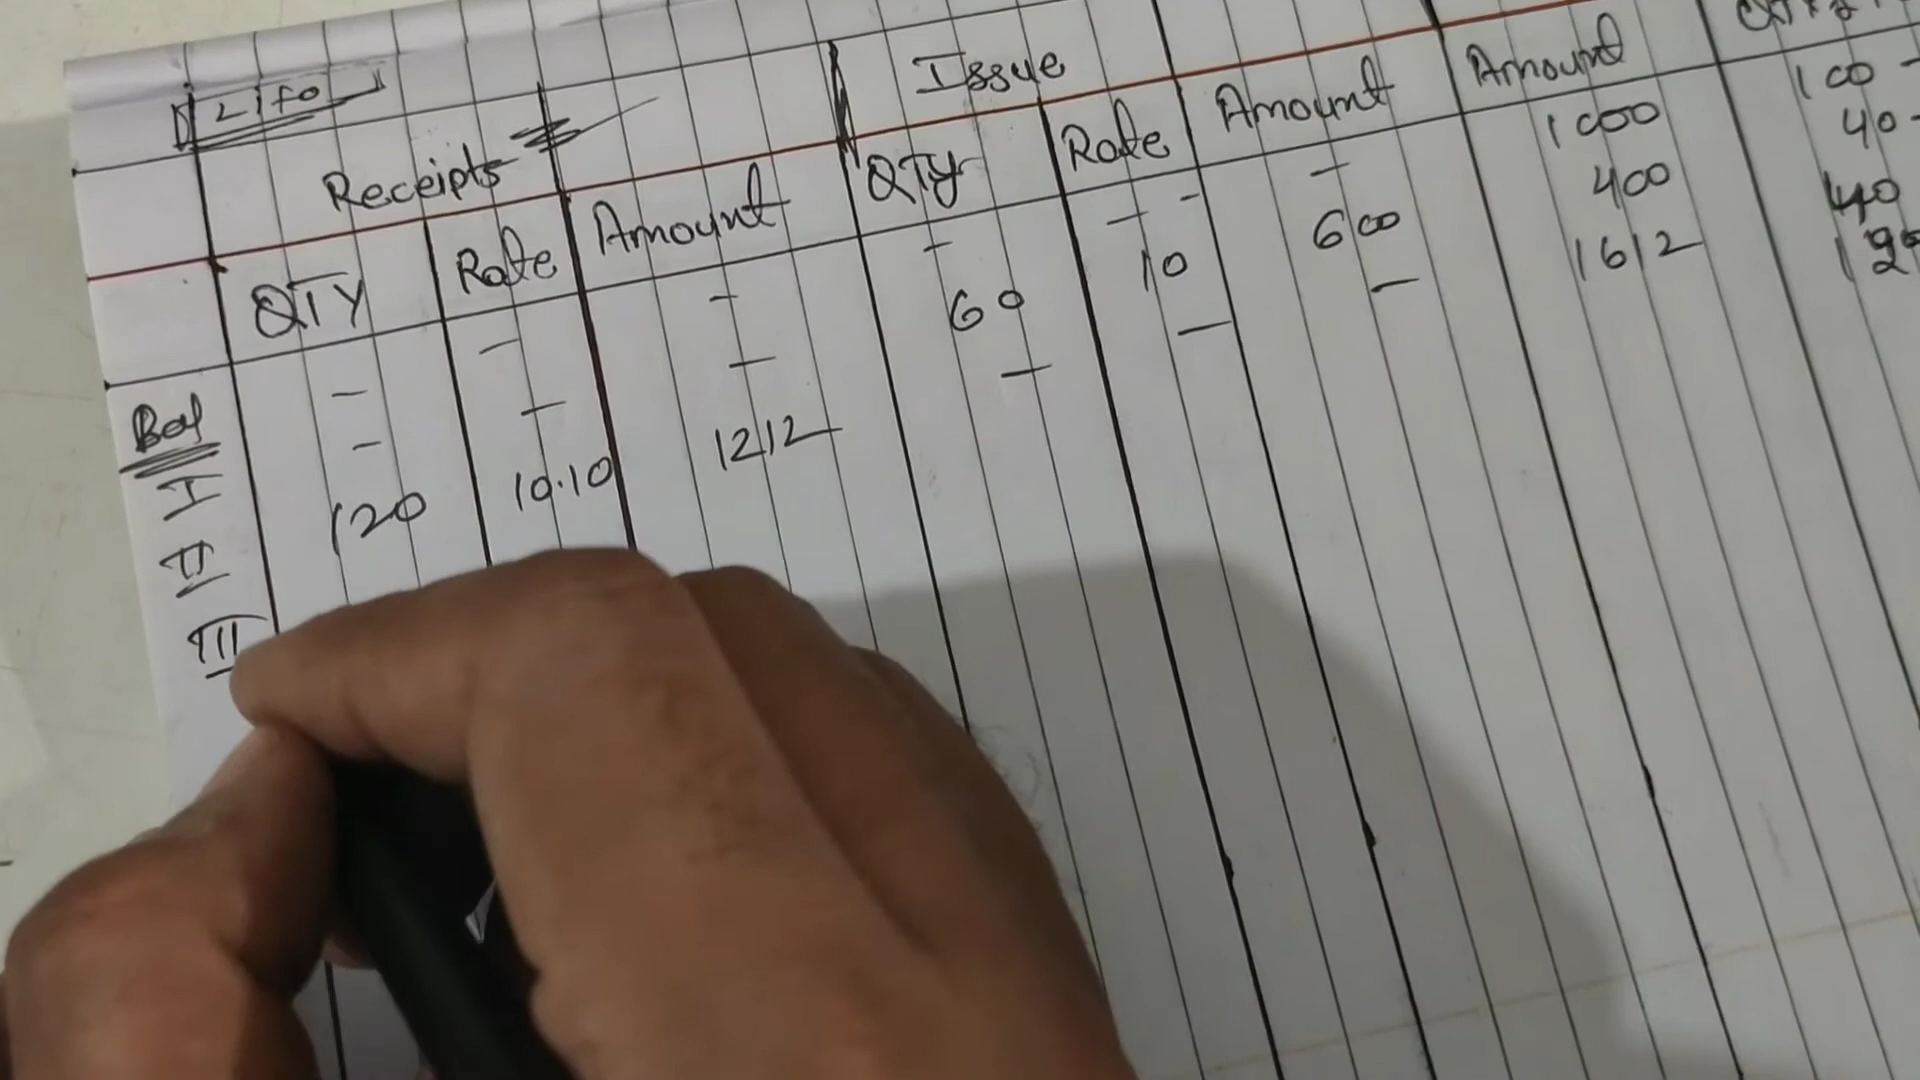 Lifo
Receipts Issue
QTY Rate Amount QTY Rate Amount Amount
Bal - - - - - - 1000 100 -
I - - - 60 10 600 400 40 -
II 120 10.10 1212 - - - 1612 40
III